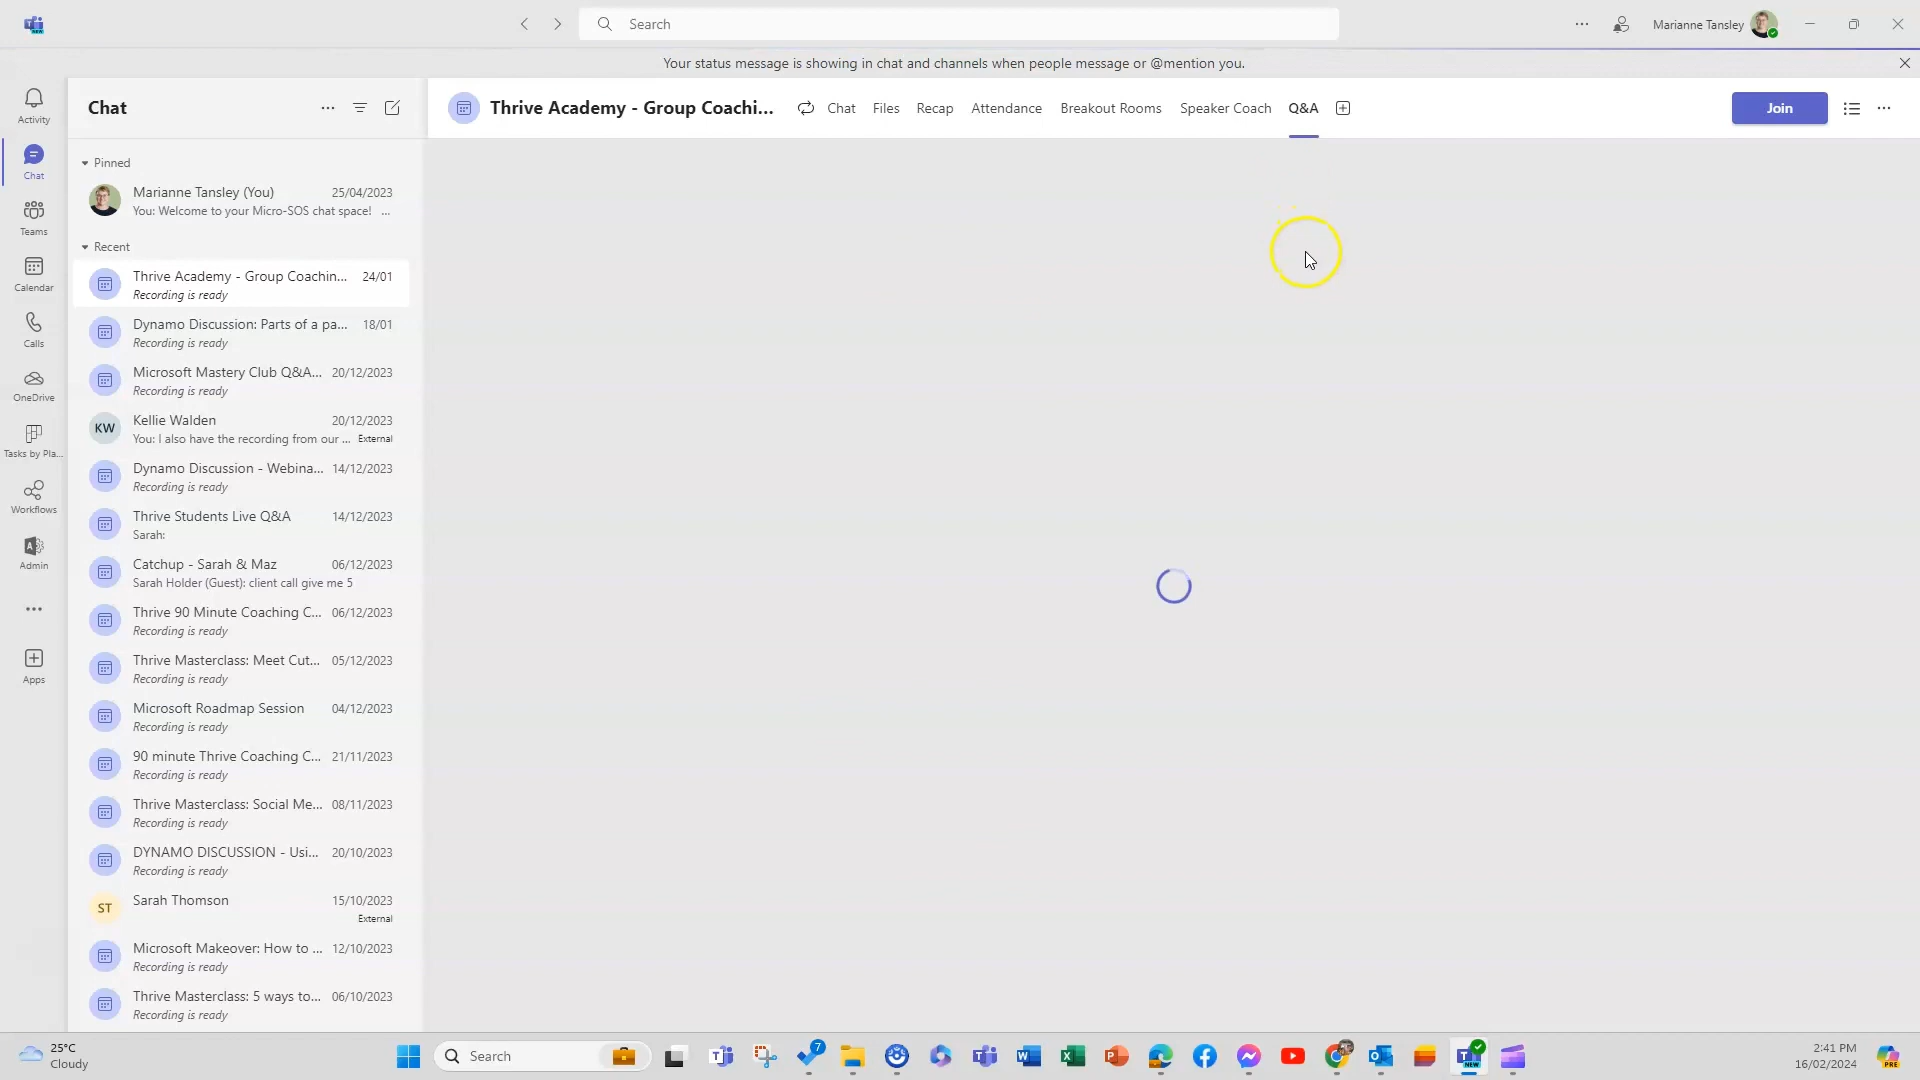 Search
Marianne Tansley
Your status message is showing in chat and channels when people message or @mention you.
Activity
Chat
Teams
Calendar
Calls
OneDrive
Tasks by Pla...
Workflows
Admin
Apps
Chat
Pinned
Marianne Tansley (You) 25/04/2023
You: Welcome to your Micro-SOS chat space! ...
Recent
Thrive Academy - Group Coachin... 24/01
Recording is ready
Dynamo Discussion: Parts of a pa... 18/01
Recording is ready
Microsoft Mastery Club Q&A... 20/12/2023
Recording is ready
KW
Kellie Walden 20/12/2023
You: I also have the recording from our ... External
Dynamo Discussion - Webina... 14/12/2023
Recording is ready
Thrive Students Live Q&A 14/12/2023
Sarah:
Catchup - Sarah & Maz 06/12/2023
Sarah Holder (Guest): client call give me 5
Thrive 90 Minute Coaching C... 06/12/2023
Recording is ready
Thrive Masterclass: Meet Cut... 05/12/2023
Recording is ready
Microsoft Roadmap Session 04/12/2023
Recording is ready
90 minute Thrive Coaching C... 21/11/2023
Recording is ready
Thrive Masterclass: Social Me... 08/11/2023
Recording is ready
DYNAMO DISCUSSION - Usi... 20/10/2023
Recording is ready
ST
Sarah Thomson 15/10/2023
External
Microsoft Makeover: How to ... 12/10/2023
Recording is ready
Thrive Masterclass: 5 ways to... 06/10/2023
Recording is ready
Thrive Academy - Group Coachi... Chat Files Recap Attendance Breakout Rooms Speaker Coach Q&A Join
25°C
Cloudy
Search
7
2:41 PM
16/02/2024